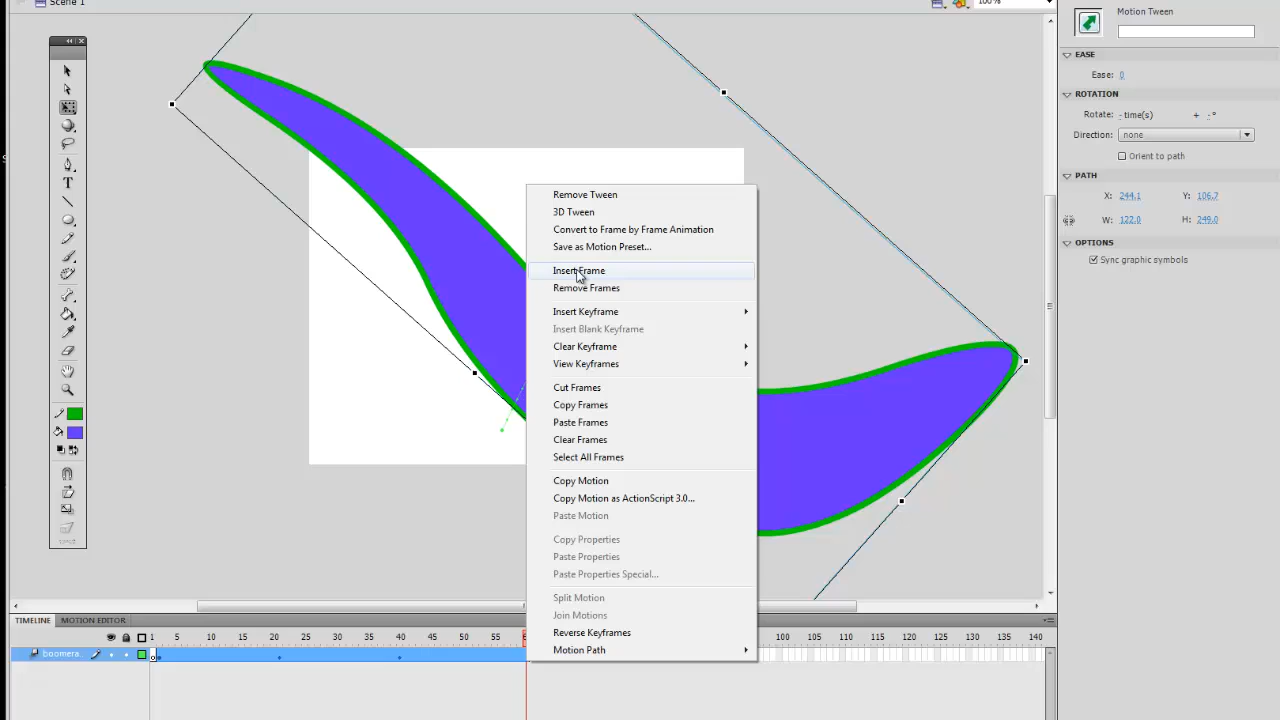 Scene 1
100%
Motion Tween
EASE
Ease: 0
ROTATION
Rotate: - time(s) + - °
Direction: none
Orient to path
PATH
X: 244.1 Y: 106.7
W: 122.0 H: 249.0
OPTIONS
Sync graphic symbols
T
Remove Tween
3D Tween
Convert to Frame by Frame Animation
Save as Motion Preset...
Insert Frame
Remove Frames
Insert Keyframe
Insert Blank Keyframe
Clear Keyframe
View Keyframes
Cut Frames
Copy Frames
Paste Frames
Clear Frames
Select All Frames
Copy Motion
Copy Motion as ActionScript 3.0...
Paste Motion
Copy Properties
Paste Properties
Paste Properties Special...
Split Motion
Join Motions
Reverse Keyframes
Motion Path
TIMELINE MOTION EDITOR
1 5 10 15 20 25 30 35 40 45 50 55 100 105 110 115 120 125 130 135 140
boomera...